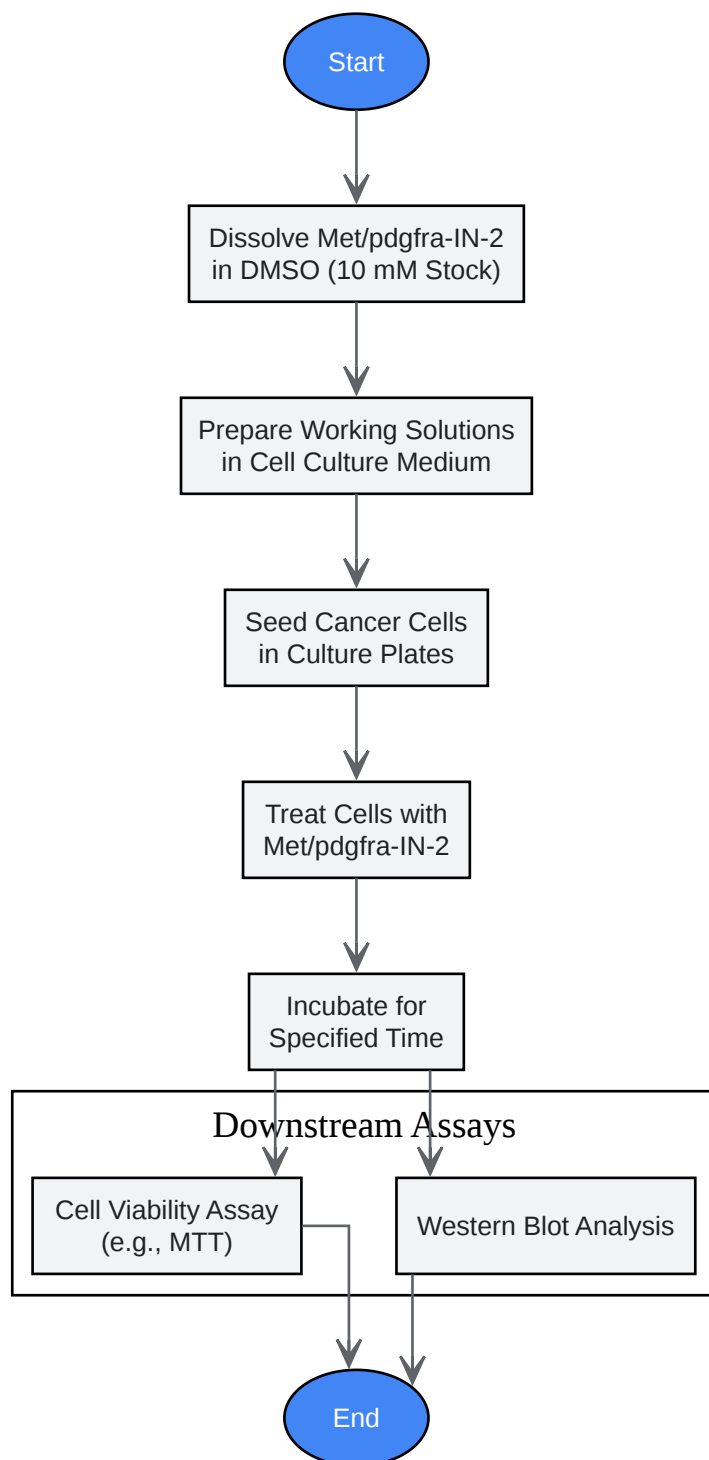 Start
Dissolve Met/pdgfra-IN-2
in DMSO (10 mM Stock)
Prepare Working Solutions
in Cell Culture Medium
Seed Cancer Cells
in Culture Plates
Treat Cells with
Met/pdgfra-IN-2
Incubate for
Specified Time
Downstream Assays
Cell Viability Assay
(e.g., MTT)
Western Blot Analysis
End